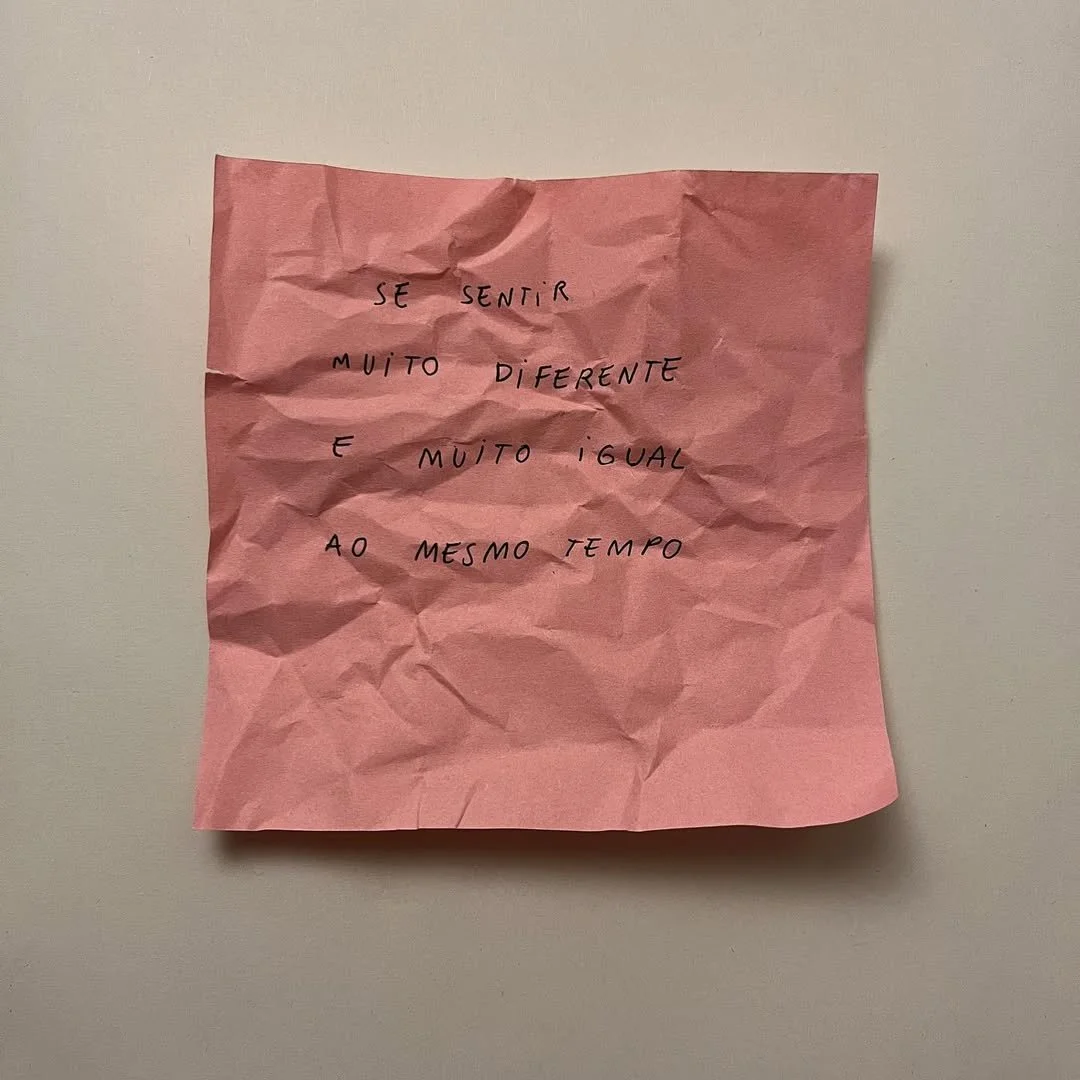 SE SENTIR
MUITO DIFERENTE
E MUITO IGUAL
AO MESMO TEMPO